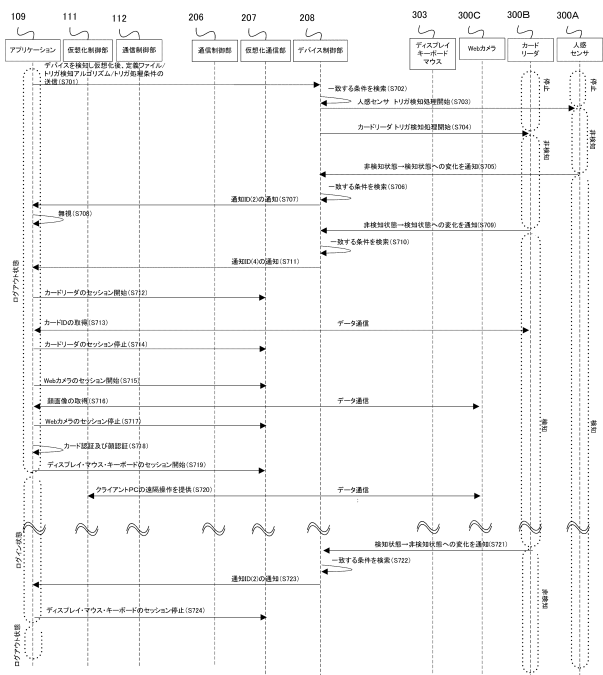 109
111
112
206
207
208
303
300C
300B
300A
アプリケーション
仮想化制御部
通信制御部
通信制御部
仮想化通信部
デバイス制御部
ディスプレイ
キーボード
マウス
Webカメラ
カード
リーダ
人感
センサ
デバイスを検知し仮想化後、定義ファイル/
トリガ検知アルゴリズム/トリガ処理条件の
送信(S701)
一致する条件を検索(S702)
人感センサ トリガ検知処理開始(S703)
カードリーダ トリガ検知処理開始(S704)
停止
停止
非検知
非検知
非検知状態→検知状態への変化を通知(S705)
一致する条件を検索(S706)
通知ID(2)の通知(S707)
無視(S708)
非検知状態→検知状態への変化を通知(S709)
一致する条件を検索(S710)
通知ID(4)の通知(S711)
ログアウト状態
カードリーダのセッション開始(S712)
カードIDの取得(S713)
データ通信
カードリーダのセッション停止(S714)
Webカメラのセッション開始(S715)
顔画像の取得(S716)
データ通信
Webカメラのセッション停止(S717)
検知
検知
カード認証及び顔認証(S718)
ディスプレイ・マウス・キーボードのセッション開始(S719)
クライアントPCの遠隔操作を提供(S720)
データ通信
ログイン状態
検知状態→非検知状態への変化を通知(S721)
一致する条件を検索(S722)
通知ID(2)の通知(S723)
非検知
ディスプレイ・マウス・キーボードのセッション停止(S724)
ログアウト状態